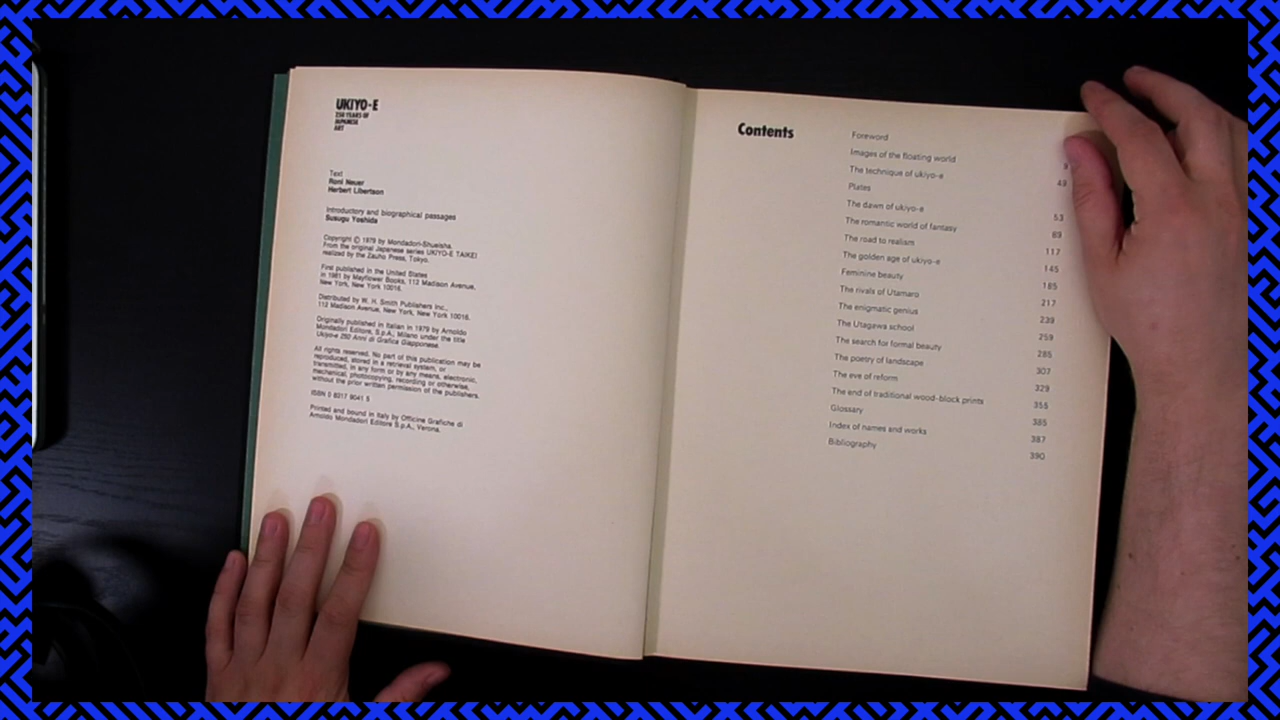 UKIYO-E
250 YEARS OF
JAPANESE
ART
Text
Roni Neuer
Herbert Libertson
Introductory and biographical passages
Susugu Yoshida
Copyright © 1979 by Mondadori-Shueisha.
From the original Japanese series UKIYO-E TAIKEI
realized by the Zauho Press, Tokyo.
First published in the United States
in 1981 by Mayflower Books, 112 Madison Avenue,
New York, New York 10016.
Distributed by W. H. Smith Publishers Inc.,
112 Madison Avenue, New York, New York 10016.
Originally published in Italian in 1979 by Arnoldo
Mondadori Editore, S.p.A., Milano under the title
Ukiyo-e 250 Anni di Grafica Giapponese.
All rights reserved. No part of this publication may be
reproduced, stored in a retrieval system, or
transmitted, in any form or by any means, electronic,
mechanical, photocopying, recording or otherwise,
without the prior written permission of the publishers.
ISBN 0 8317 9041 5
Printed and bound in Italy by Officine Grafiche di
Arnoldo Mondadori Editore S.p.A., Verona.
Contents
Foreword
Images of the floating world 9
The technique of ukiyo-e 49
Plates
The dawn of ukiyo-e 53
The romantic world of fantasy 89
The road to realism 117
The golden age of ukiyo-e 145
Feminine beauty 185
The rivals of Utamaro 217
The enigmatic genius 239
The Utagawa school 259
The search for formal beauty 285
The poetry of landscape 307
The eve of reform 329
The end of traditional wood-block prints 355
Glossary 385
Index of names and works 387
Bibliography 390